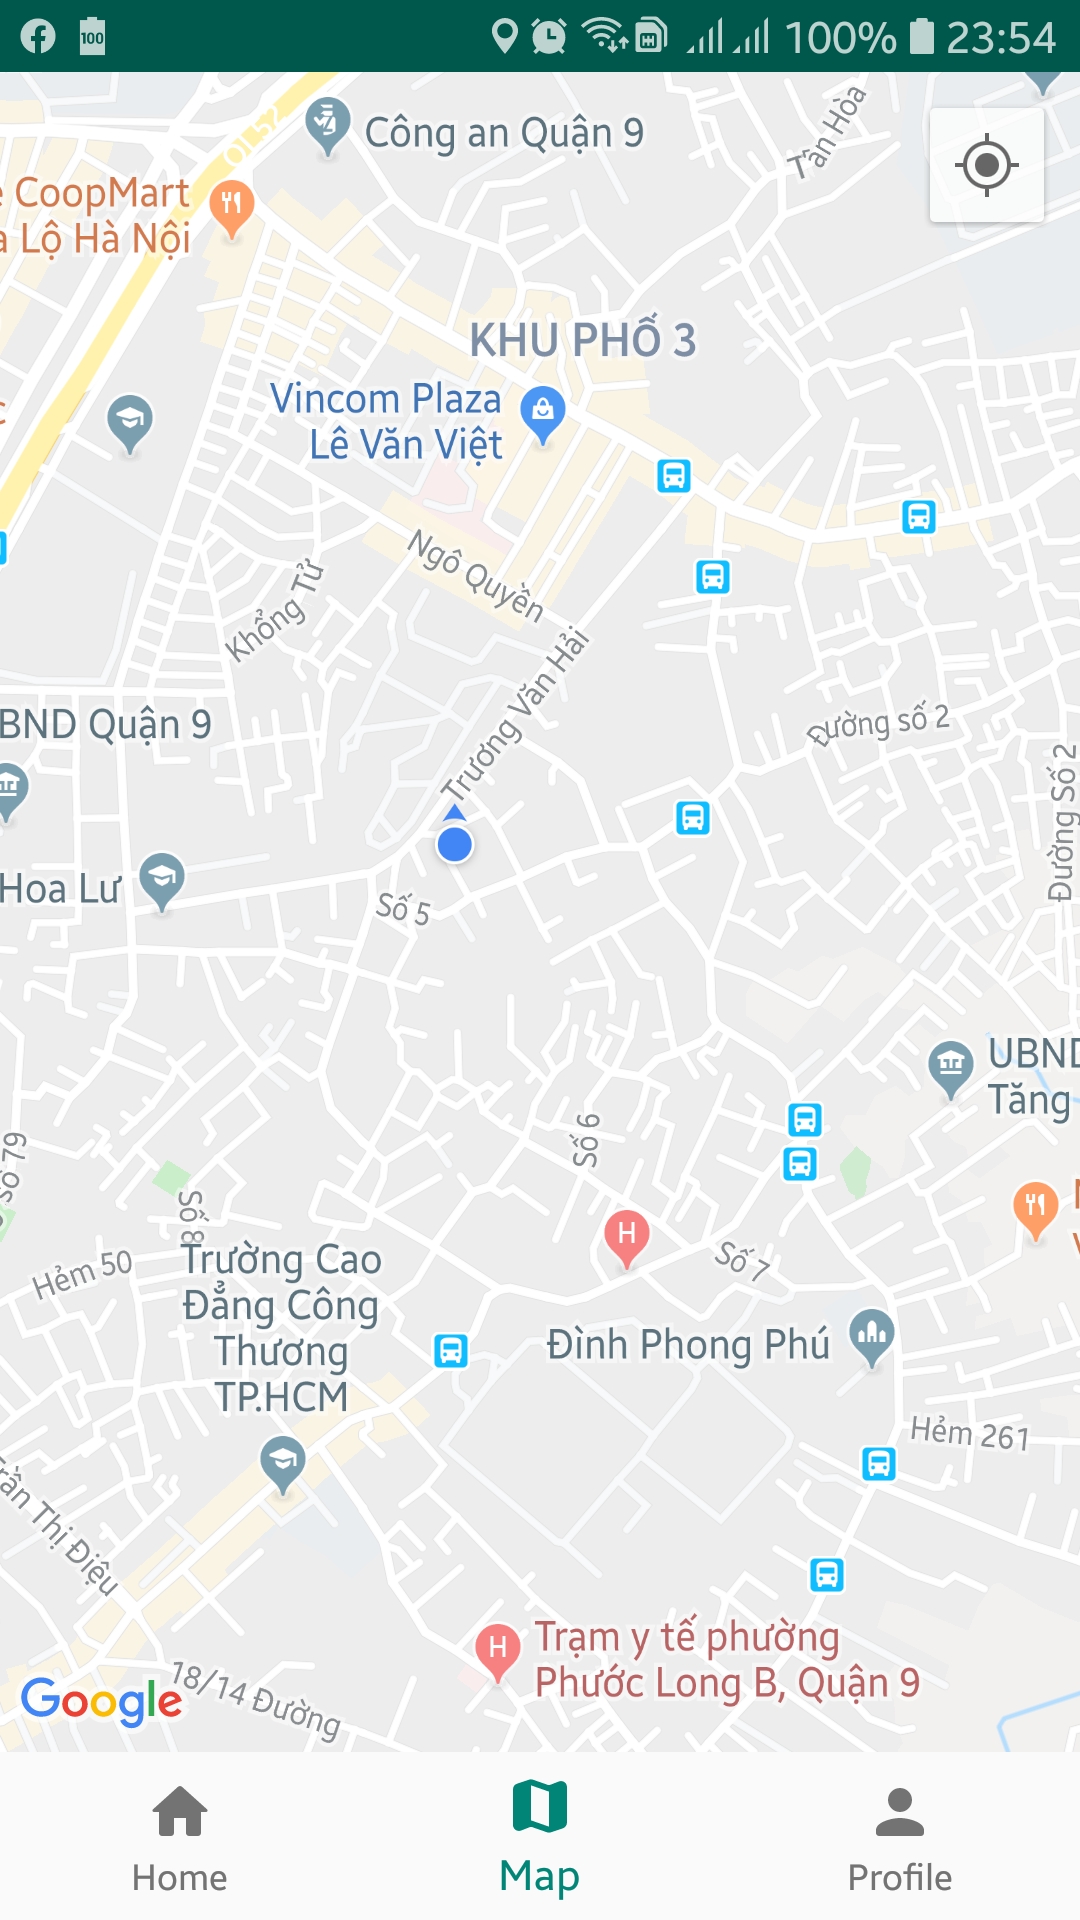 100
100% 23:54
QL 52
Công an Quận 9
Tân Hòa
CoopMart
Lộ Hà Nội
KHU PHỐ 3
Vincom Plaza
Lê Văn Việt
Ngô Quyền
Khổng Tử
Trương Văn Hải
BND Quận 9
Đường số 2
Đường Số 2
Hoa Lư
Số 5
UBND
Tăng
Số 6
số 79
Số 8
H
Số 7
Hẻm 50
Trường Cao
Đẳng Công
Thương
TP.HCM
Đình Phong Phú
Hẻm 261
Trần Thị Điệu
H
Trạm y tế phường
Phước Long B, Quận 9
18/14 Đường
Google
Home
Map
Profile